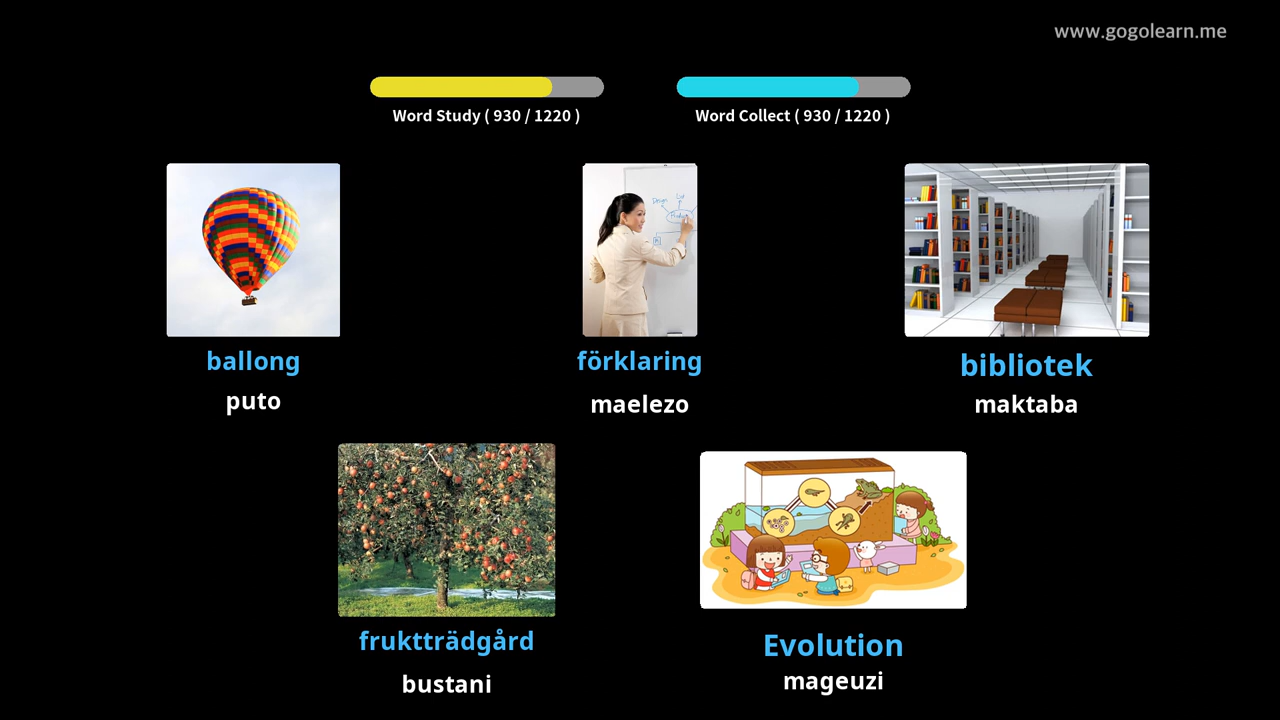 www.gogolearn.me
Word Study ( 930 / 1220 )
Word Collect ( 930 / 1220 )
ballong
puto
förklaring
maelezo
bibliotek
maktaba
fruktträdgård
bustani
Evolution
mageuzi